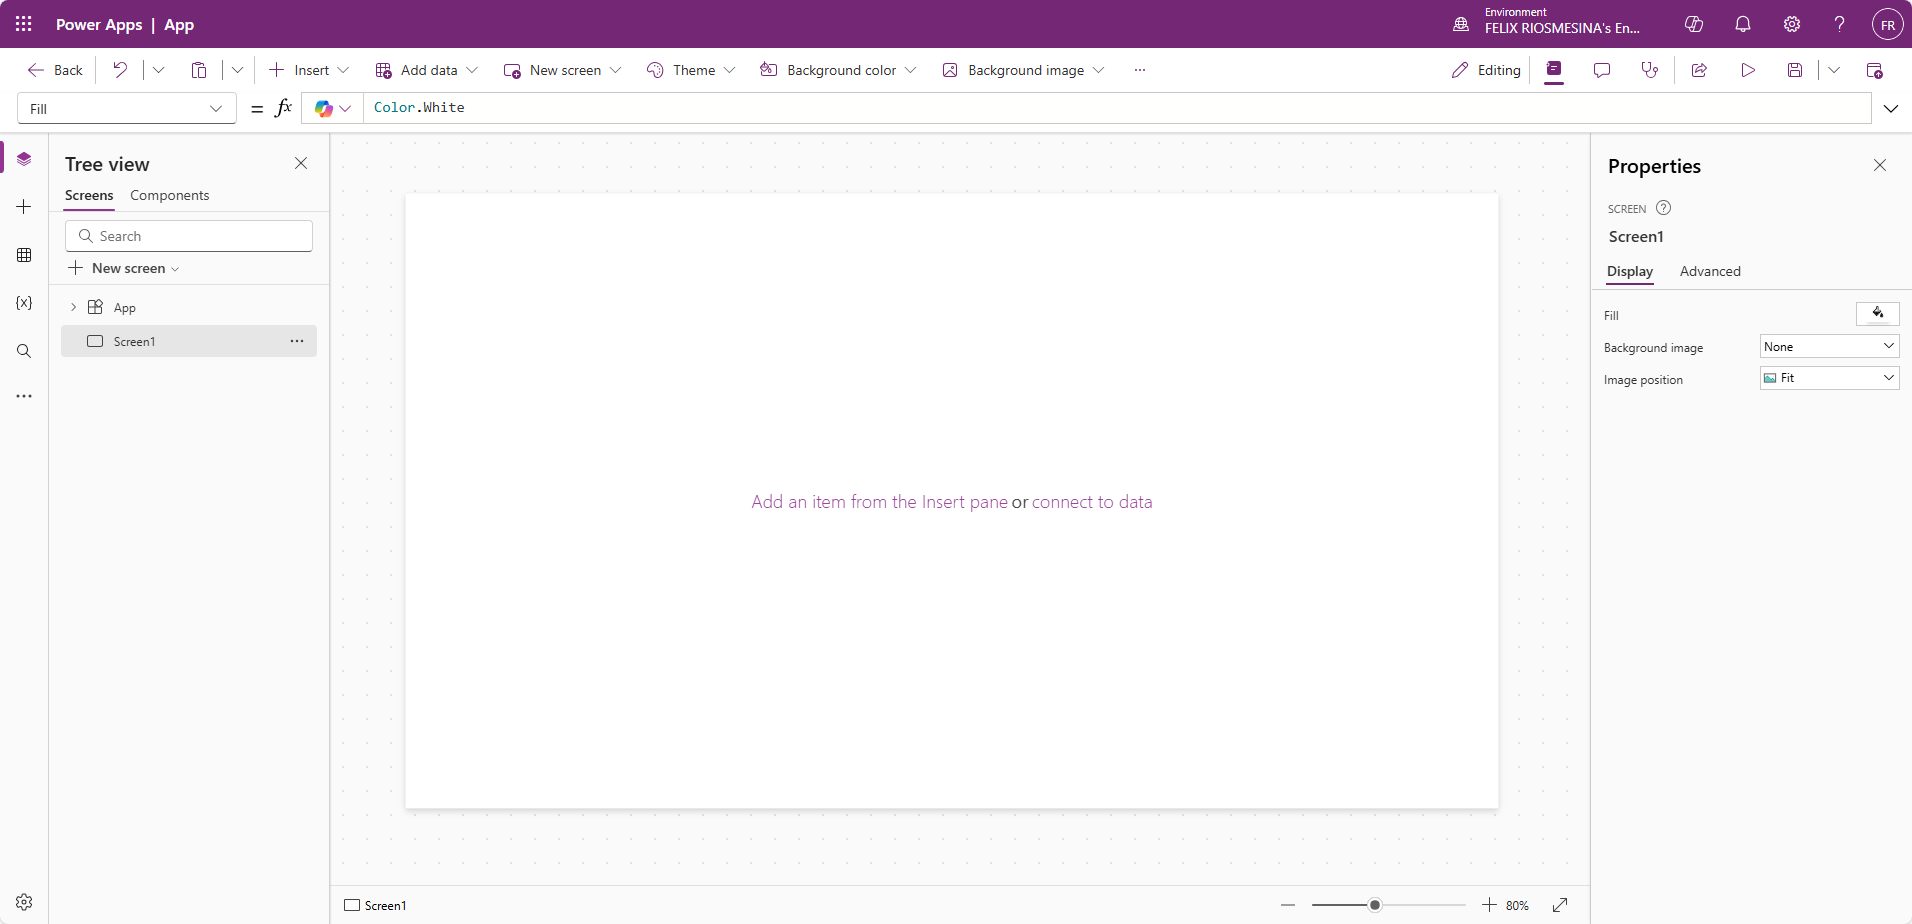 Power Apps | App
Environment
FELIX RIOSMESINA's En...
FR
Back
Insert
Add data
New screen
Theme
Background color
Background image
...
Editing
Fill
= fx
Color.White
Tree view
Screens Components
Search
New screen
App
Screen1
...
Add an item from the Insert pane or connect to data
Screen1
80%
Properties
SCREEN ?
Screen1
Display Advanced
Fill
Background image None
Image position Fit